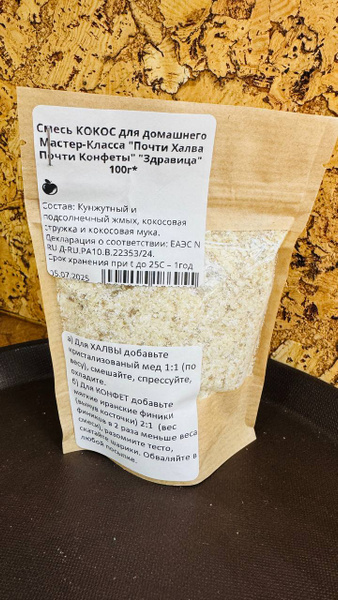 Смесь КОКОС для домашнего
Мастер-Класса "Почти Халва
Почти Конфеты" "Здравица"
100г*
Состав: Кунжутный и
подсолнечный жмых, кокосовая
стружка и кокосовая мука.
Декларация о соответствии: ЕАЭС N
RU Д-RU.РА10.В.22353/24.
Срок хранения при t до 25С – 1год
05.07.2025
а) Для ХАЛВЫ добавьте
кристализованый мед 1:1 (по
весу), смешайте, спрессуйте,
охладите.
б) Для КОНФЕТ добавьте
мягкие иранские финики
(вынув косточки) 2:1 (вес
фиников в 2 раза меньше веса
смеси), разомните тесто,
скатайте шарики. Обваляйте в
любой посыпке.